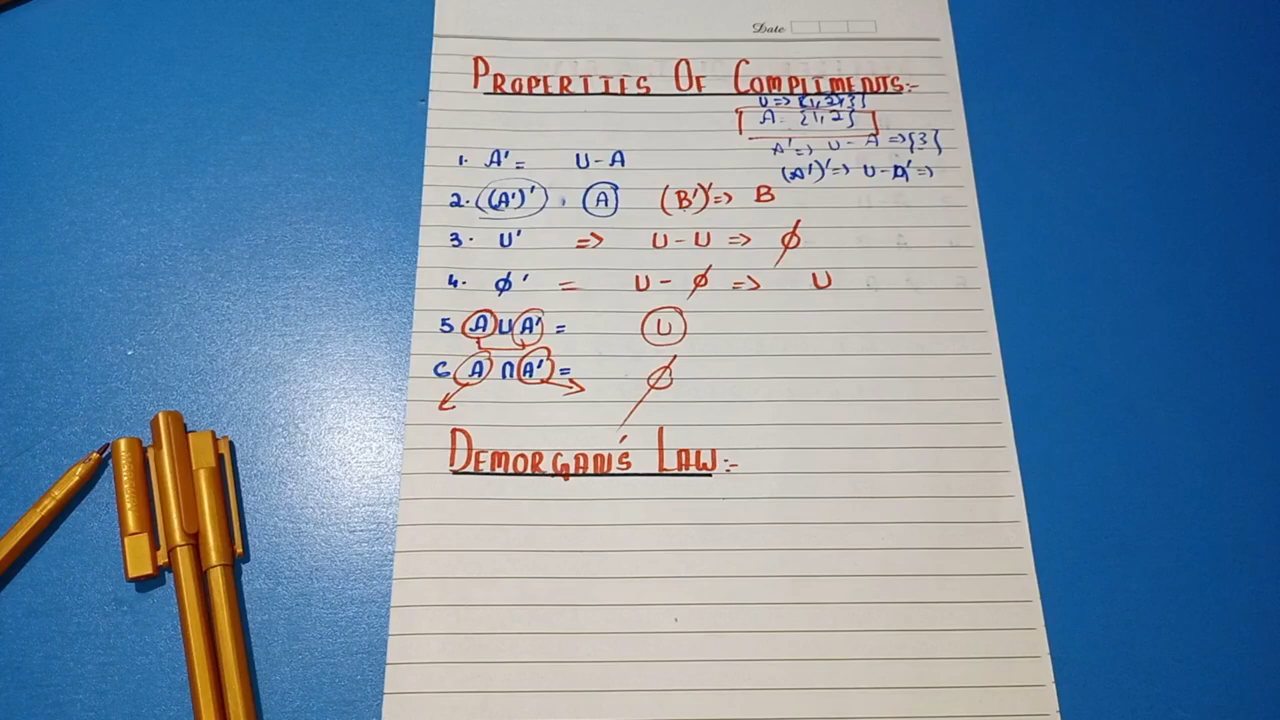 Date
PROPERTIES OF COMPLIMENTS:-
U => {1,2,3}
A = {1,2}
A' => U - A => {3}
1. A' = U - A
(A')' => U - A' =>
2. (A')' = A (B')' => B
3. U' => U - U => ϕ
4. ϕ' = U - ϕ => U
5 A U A' = U
6 A ∩ A' = ϕ
DEMORGAN'S LAW:-